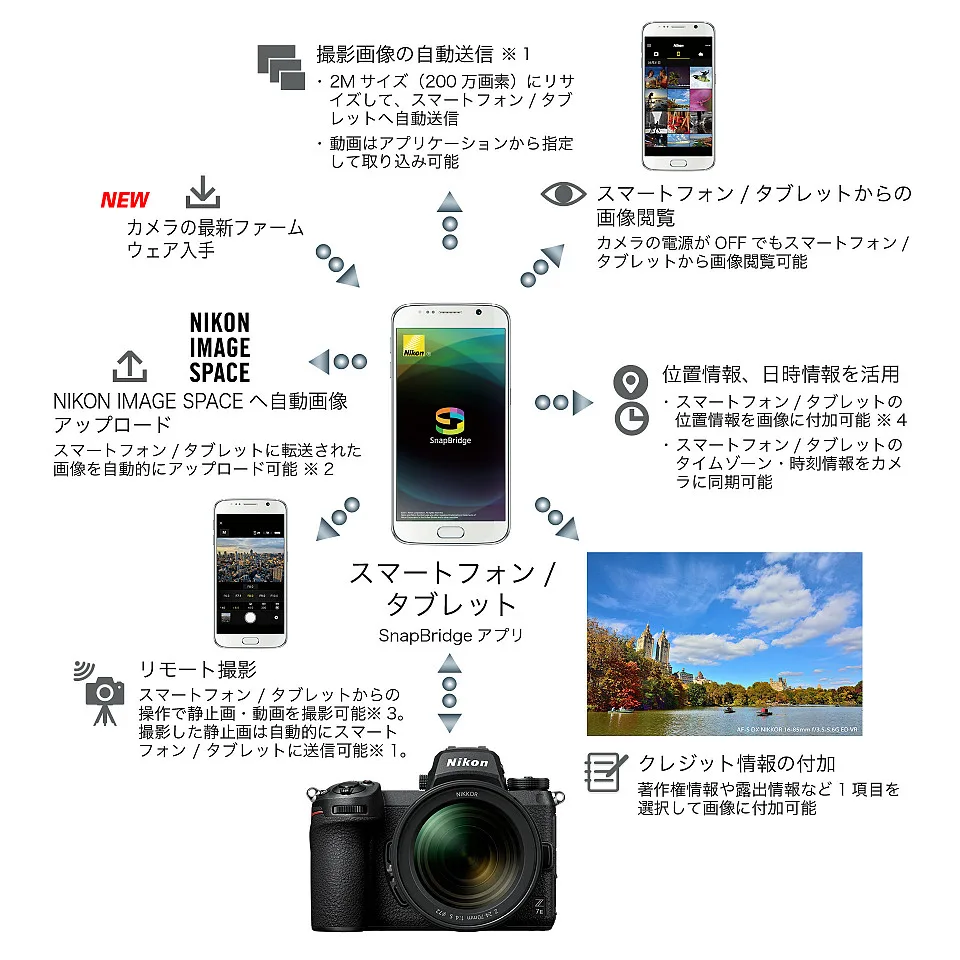 撮影画像の自動送信 ※1
・2M サイズ（200 万画素）にリサ
イズして、スマートフォン / タブ
レットへ自動送信
・動画はアプリケーションから指定
して取り込み可能
Nikon
スマートフォン / タブレットからの
画像閲覧
カメラの電源が OFF でもスマートフォン /
タブレットから画像閲覧可能
NEW
カメラの最新ファーム
ウェア入手
NIKON
IMAGE
SPACE
NIKON IMAGE SPACE へ自動画像
アップロード
スマートフォン / タブレットに転送された
画像を自動的にアップロード可能 ※ 2
Nikon
SnapBridge
位置情報、日時情報を活用
・スマートフォン / タブレットの
位置情報を画像に付加可能 ※ 4
・スマートフォン / タブレットの
タイムゾーン・時刻情報をカメ
ラに同期可能
スマートフォン /
タブレット
SnapBridge アプリ
リモート撮影
スマートフォン / タブレットからの
操作で静止画・動画を撮影可能※ 3。
撮影した静止画は自動的にスマート
フォン / タブレットに送信可能※ 1。
AF-S DX NIKKOR 16-85mm f/3.5-5.6G ED VR
クレジット情報の付加
著作権情報や露出情報など 1 項目を
選択して画像に付加可能
Nikon
NIKKOR
Z 24-70mm f/4 S Ø72
Z
7II